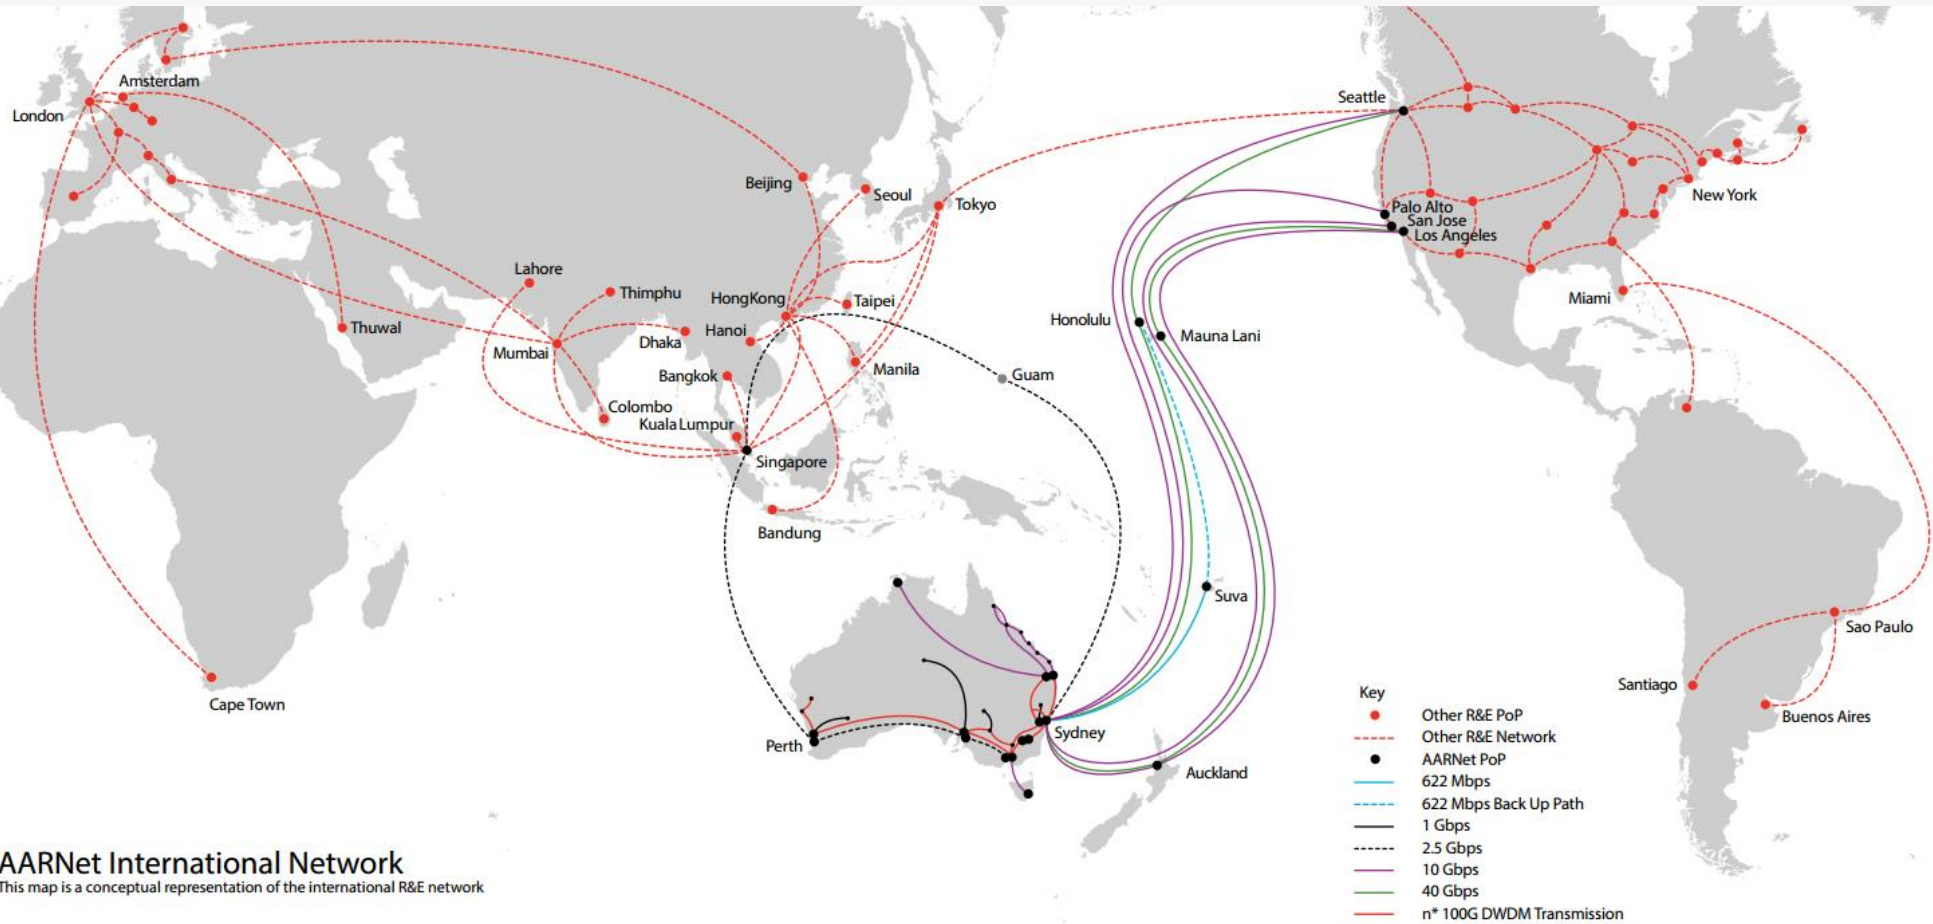 Amsterdam
London
Seattle
Beijing
Seoul
Tokyo
New York
Palo Alto
San Jose
Los Angeles
Lahore
Thimphu
HongKong
Taipei
Miami
Thuwal
Hanoi
Honolulu
Mauna Lani
Mumbai
Dhaka
Manila
Guam
Bangkok
Colombo
Kuala Lumpur
Singapore
Bandung
Suva
Sao Paulo
Santiago
Cape Town
Buenos Aires
Perth
Sydney
Auckland
Key
Other R&E PoP
Other R&E Network
AARNet PoP
622 Mbps
622 Mbps Back Up Path
1 Gbps
2.5 Gbps
10 Gbps
40 Gbps
n* 100G DWDM Transmission
AARNet International Network
This map is a conceptual representation of the international R&E network